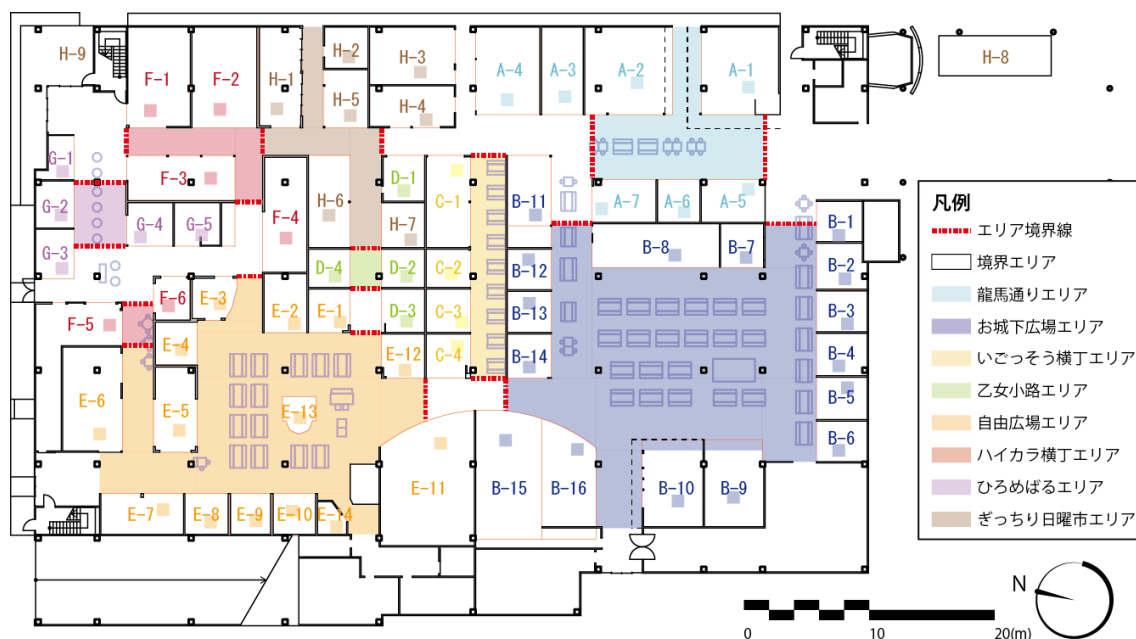 H-9
F-1
F-2
H-1
H-2
H-3
H-5
H-4
A-4
A-3
A-2
A-1
H-8
G-1
G-2
G-3
F-3
G-4
G-5
F-4
H-6
D-1
H-7
D-4
D-2
D-3
C-1
C-2
C-3
C-4
B-11
B-12
B-13
B-14
A-7
A-6
A-5
B-8
B-7
B-1
B-2
B-3
B-4
B-5
B-6
F-5
F-6
E-3
E-2
E-1
E-12
E-4
E-5
E-6
E-13
E-11
B-15
B-16
B-10
B-9
E-7
E-8
E-9
E-10
E-14
凡例
エリア境界線
境界エリア
龍馬通りエリア
お城下広場エリア
いごっそう横丁エリア
乙女小路エリア
自由広場エリア
ハイカラ横丁エリア
ひろめばるエリア
ぎっちり日曜市エリア
N
0 10 20(m)